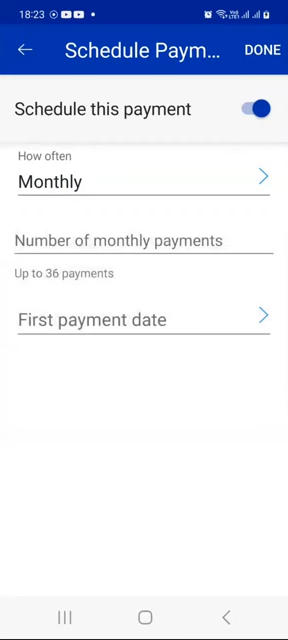 18:23
Schedule Paym... DONE
Schedule this payment
How often
Monthly
Number of monthly payments
Up to 36 payments
First payment date